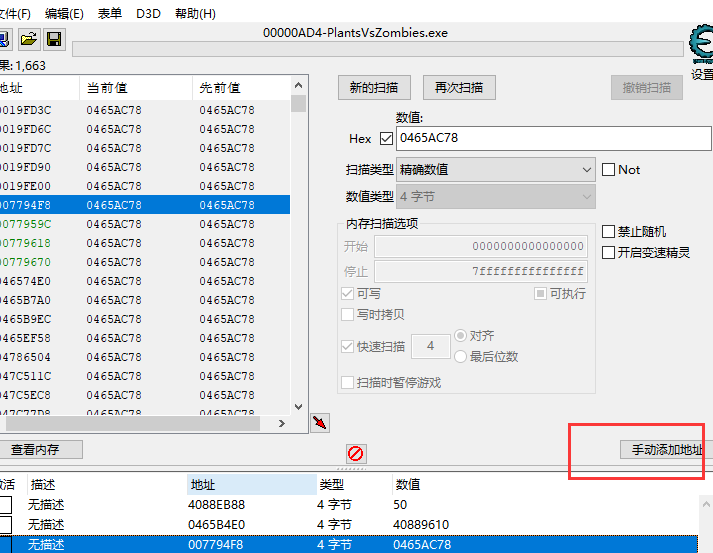 文件(F) 编辑(E) 表单 D3D 帮助(H)
00000AD4-PlantsVsZombies.exe
果: 1,663
设置
地址 当前值 先前值
0019FD3C 0465AC78 0465AC78
0019FD6C 0465AC78 0465AC78
0019FD7C 0465AC78 0465AC78
0019FD90 0465AC78 0465AC78
0019FE00 0465AC78 0465AC78
007794F8 0465AC78 0465AC78
0077959C 0465AC78 0465AC78
00779618 0465AC78 0465AC78
00779670 0465AC78 0465AC78
046574E0 0465AC78 0465AC78
0465B7A0 0465AC78 0465AC78
0465B9EC 0465AC78 0465AC78
0465EF58 0465AC78 0465AC78
04786504 0465AC78 0465AC78
047C511C 0465AC78 0465AC78
047C5EC8 0465AC78 0465AC78
047C77D8 0465AC78 0465AC78
新的扫描 再次扫描 撤销扫描
数值:
Hex 0465AC78
扫描类型 精确数值 Not
数值类型 4 字节
内存扫描选项
开始 0000000000000000
停止 7fffffffffffffff
可写 可执行
写时拷贝
快速扫描 4 对齐
最后位数
扫描时暂停游戏
禁止随机
开启变速精灵
查看内存 手动添加地址
激活 描述 地址 类型 数值
无描述 4088EB88 4 字节 50
无描述 0465B4E0 4 字节 40889610
无描述 007794F8 4 字节 0465AC78